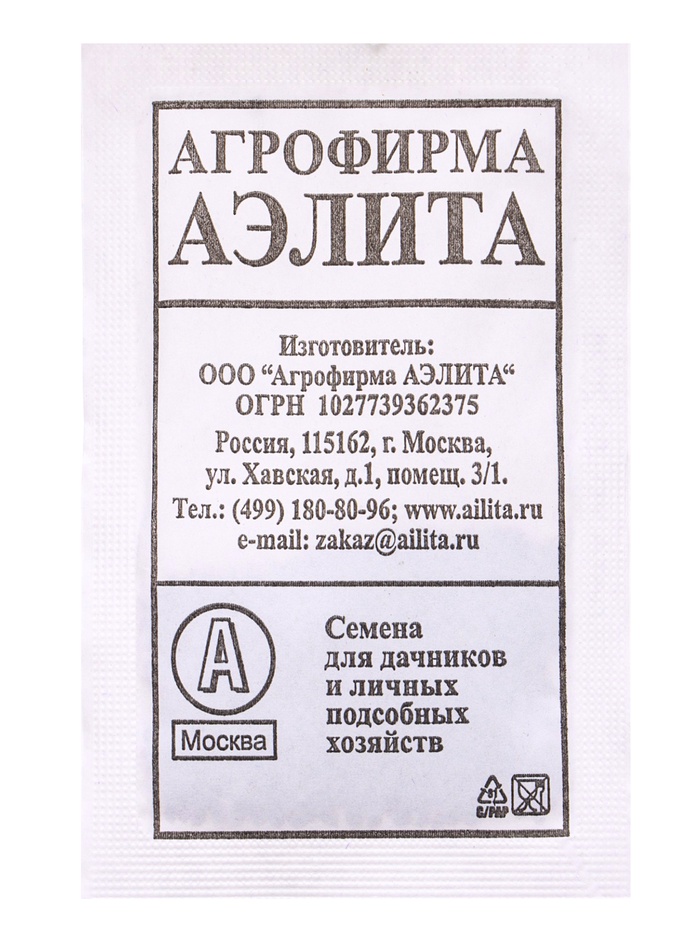 АГРОФИРМА
АЭЛИТА
Изготовитель:
ООО “Агрофирма АЭЛИТА“
ОГРН 1027739362375
Россия, 115162, г. Москва,
ул. Хавская, д.1, помещ. 3/1.
Тел.: (499) 180-80-96; www.ailita.ru
e-mail: zakaz@ailita.ru
А
Москва
Семена
для дачников
и личных
подсобных
хозяйств
C/PAP